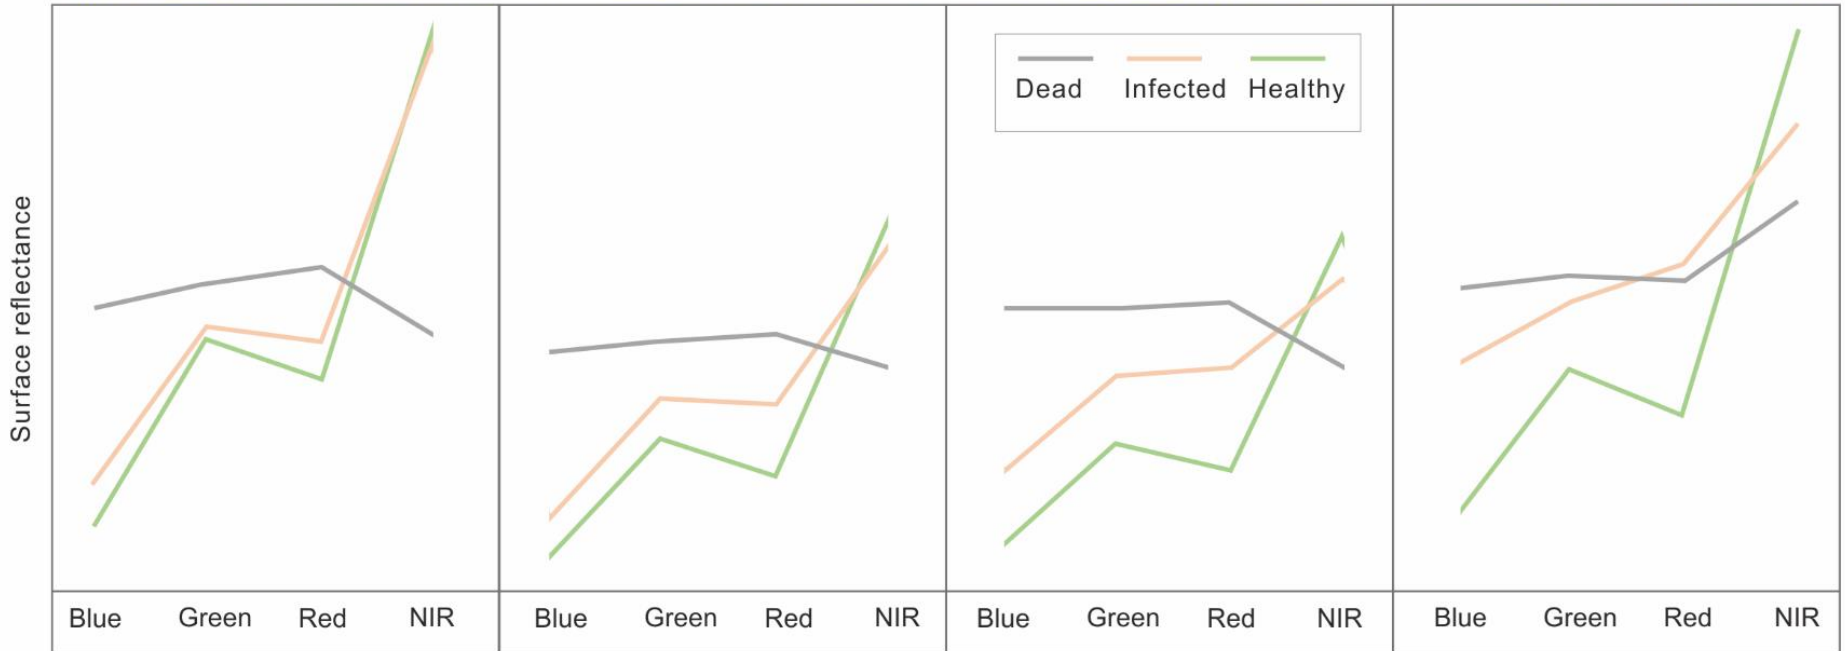 Surface reflectance
Dead Infected Healthy
Blue Green Red NIR
Blue Green Red NIR
Blue Green Red NIR
Blue Green Red NIR